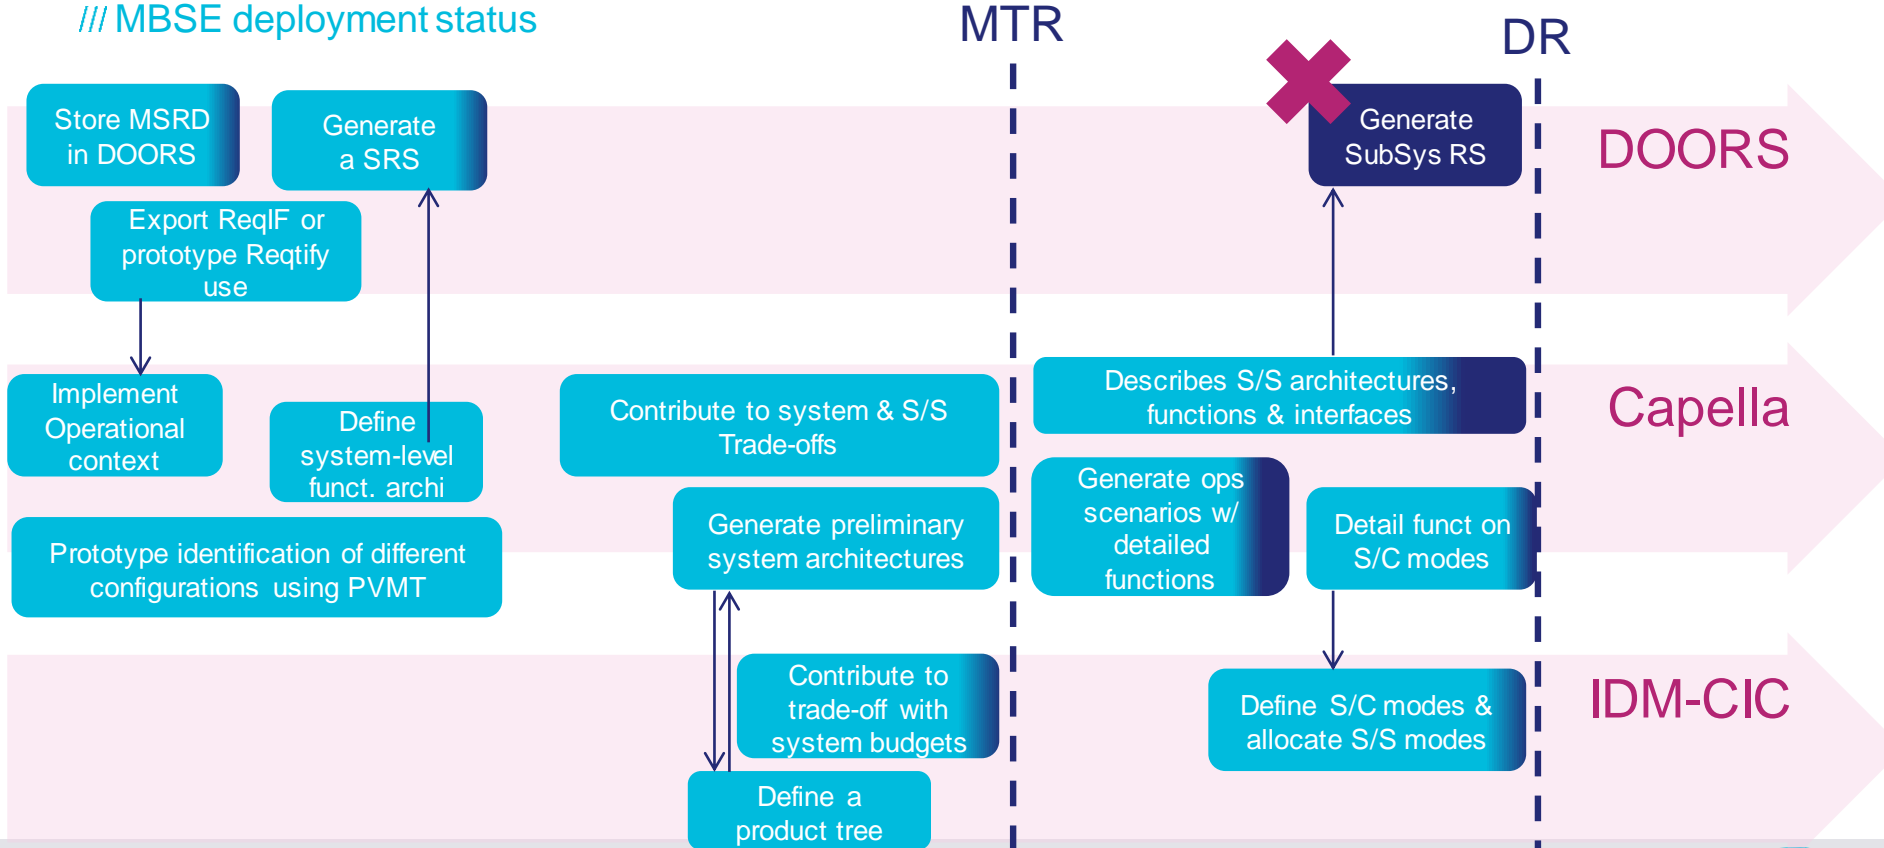 /// MBSE deployment status
MTR
DR
Store MSRD
in DOORS
Generate
a SRS
Generate
SubSys RS
DOORS
Export ReqIF or
prototype Reqtify
use
Implement
Operational
context
Define
system-level
funct. archi
Contribute to system & S/S
Trade-offs
Describes S/S architectures,
functions & interfaces
Capella
Prototype identification of different
configurations using PVMT
Generate preliminary
system architectures
Generate ops
scenarios w/
detailed
functions
Detail funct on
S/C modes
Contribute to
trade-off with
system budgets
Define S/C modes &
allocate S/S modes
IDM-CIC
Define a
product tree